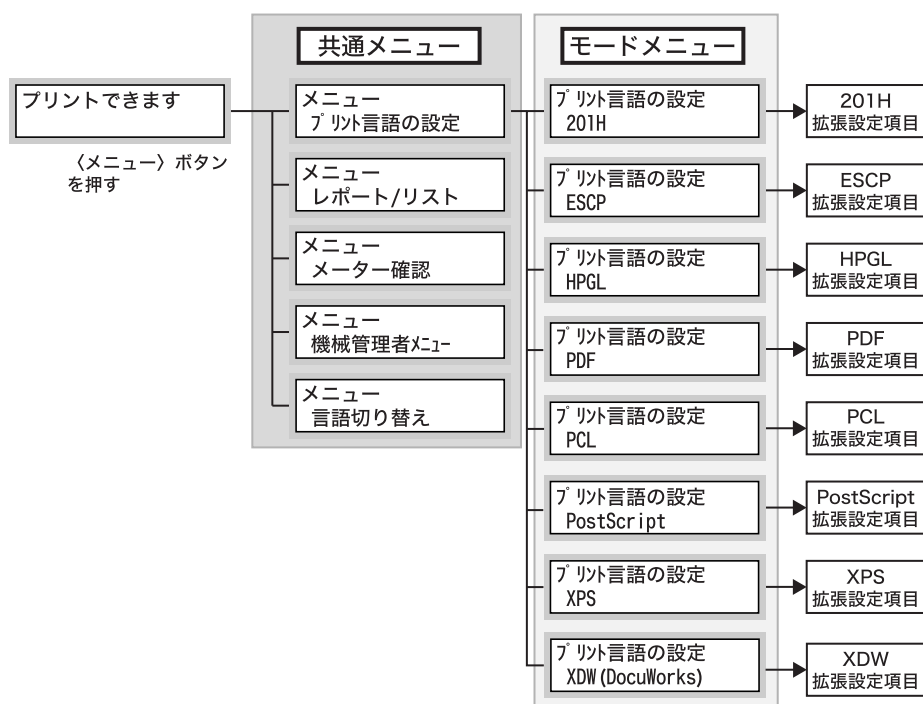 共通メニュー
モードメニュー
プリントできます
〈メニュー〉ボタン
を押す
メニュー
ﾌﾟﾘﾝﾄ言語の設定
メニュー
レポート/リスト
メニュー
メーター確認
メニュー
機械管理者ﾒﾆｭｰ
メニュー
言語切り替え
ﾌﾟﾘﾝﾄ言語の設定
201H
ﾌﾟﾘﾝﾄ言語の設定
ESCP
ﾌﾟﾘﾝﾄ言語の設定
HPGL
ﾌﾟﾘﾝﾄ言語の設定
PDF
ﾌﾟﾘﾝﾄ言語の設定
PCL
ﾌﾟﾘﾝﾄ言語の設定
PostScript
ﾌﾟﾘﾝﾄ言語の設定
XPS
ﾌﾟﾘﾝﾄ言語の設定
XDW(DocuWorks)
201H
拡張設定項目
ESCP
拡張設定項目
HPGL
拡張設定項目
PDF
拡張設定項目
PCL
拡張設定項目
PostScript
拡張設定項目
XPS
拡張設定項目
XDW
拡張設定項目